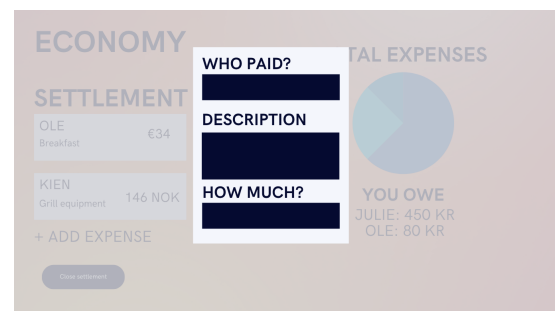 ECONOMY
SETTLEMENT
OLE
Breakfast
€34
KIEN
Grill equipment
146 NOK
+ ADD EXPENSE
Close settlement
WHO PAID?
DESCRIPTION
HOW MUCH?
TAL EXPENSES
YOU OWE
JULIE: 450 KR
OLE: 80 KR